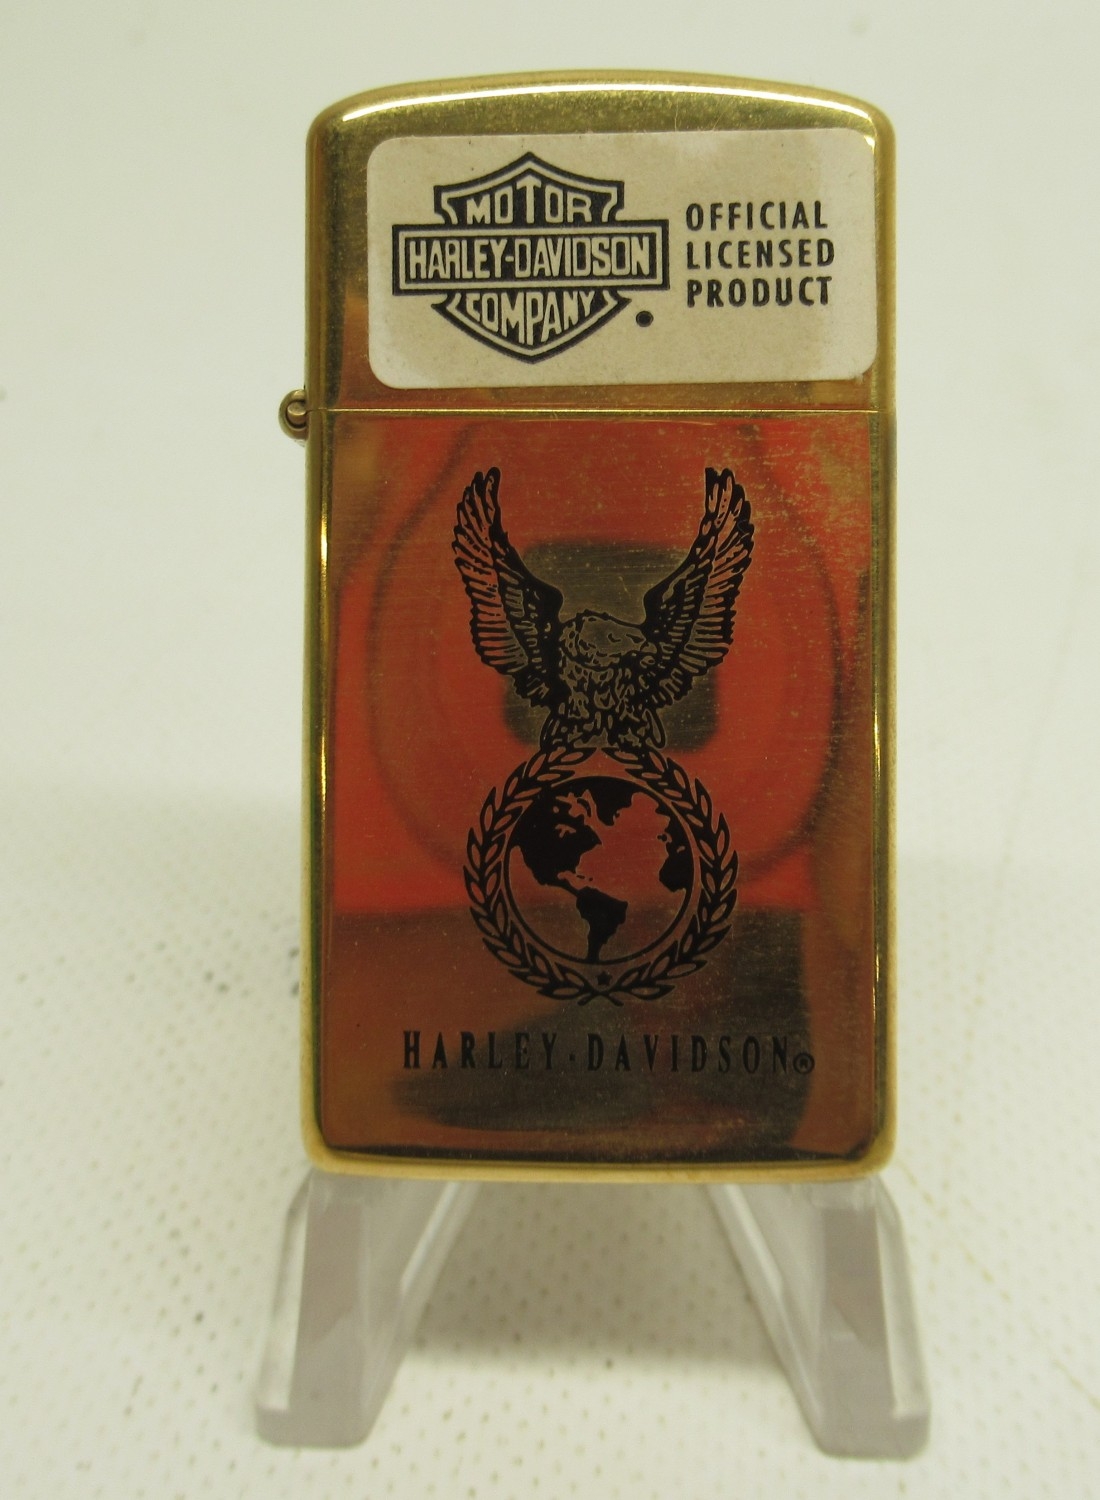 MOTOR
HARLEY-DAVIDSON
COMPANY
OFFICIAL
LICENSED
PRODUCT
HARLEY·DAVIDSON®